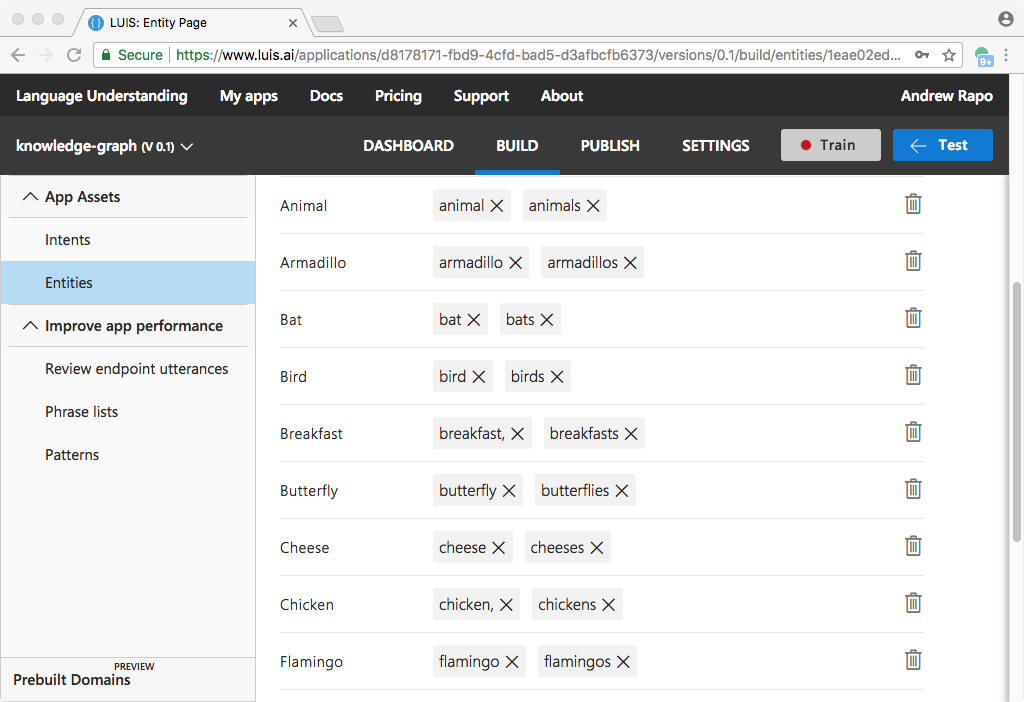 LUIS: Entity Page
Secure https://www.luis.ai/applications/d8178171-fbd9-4cfd-bad5-d3afbcfb6373/versions/0.1/build/entities/1eae02ed... 9+
Language Understanding My apps Docs Pricing Support About Andrew Rapo
knowledge-graph (V 0.1) DASHBOARD BUILD PUBLISH SETTINGS Train Test
App Assets
Intents
Entities
Improve app performance
Review endpoint utterances
Phrase lists
Patterns
PREVIEW
Prebuilt Domains
Animal animal animals
Armadillo armadillo armadillos
Bat bat bats
Bird bird birds
Breakfast breakfast, breakfasts
Butterfly butterfly butterflies
Cheese cheese cheeses
Chicken chicken, chickens
Flamingo flamingo flamingos